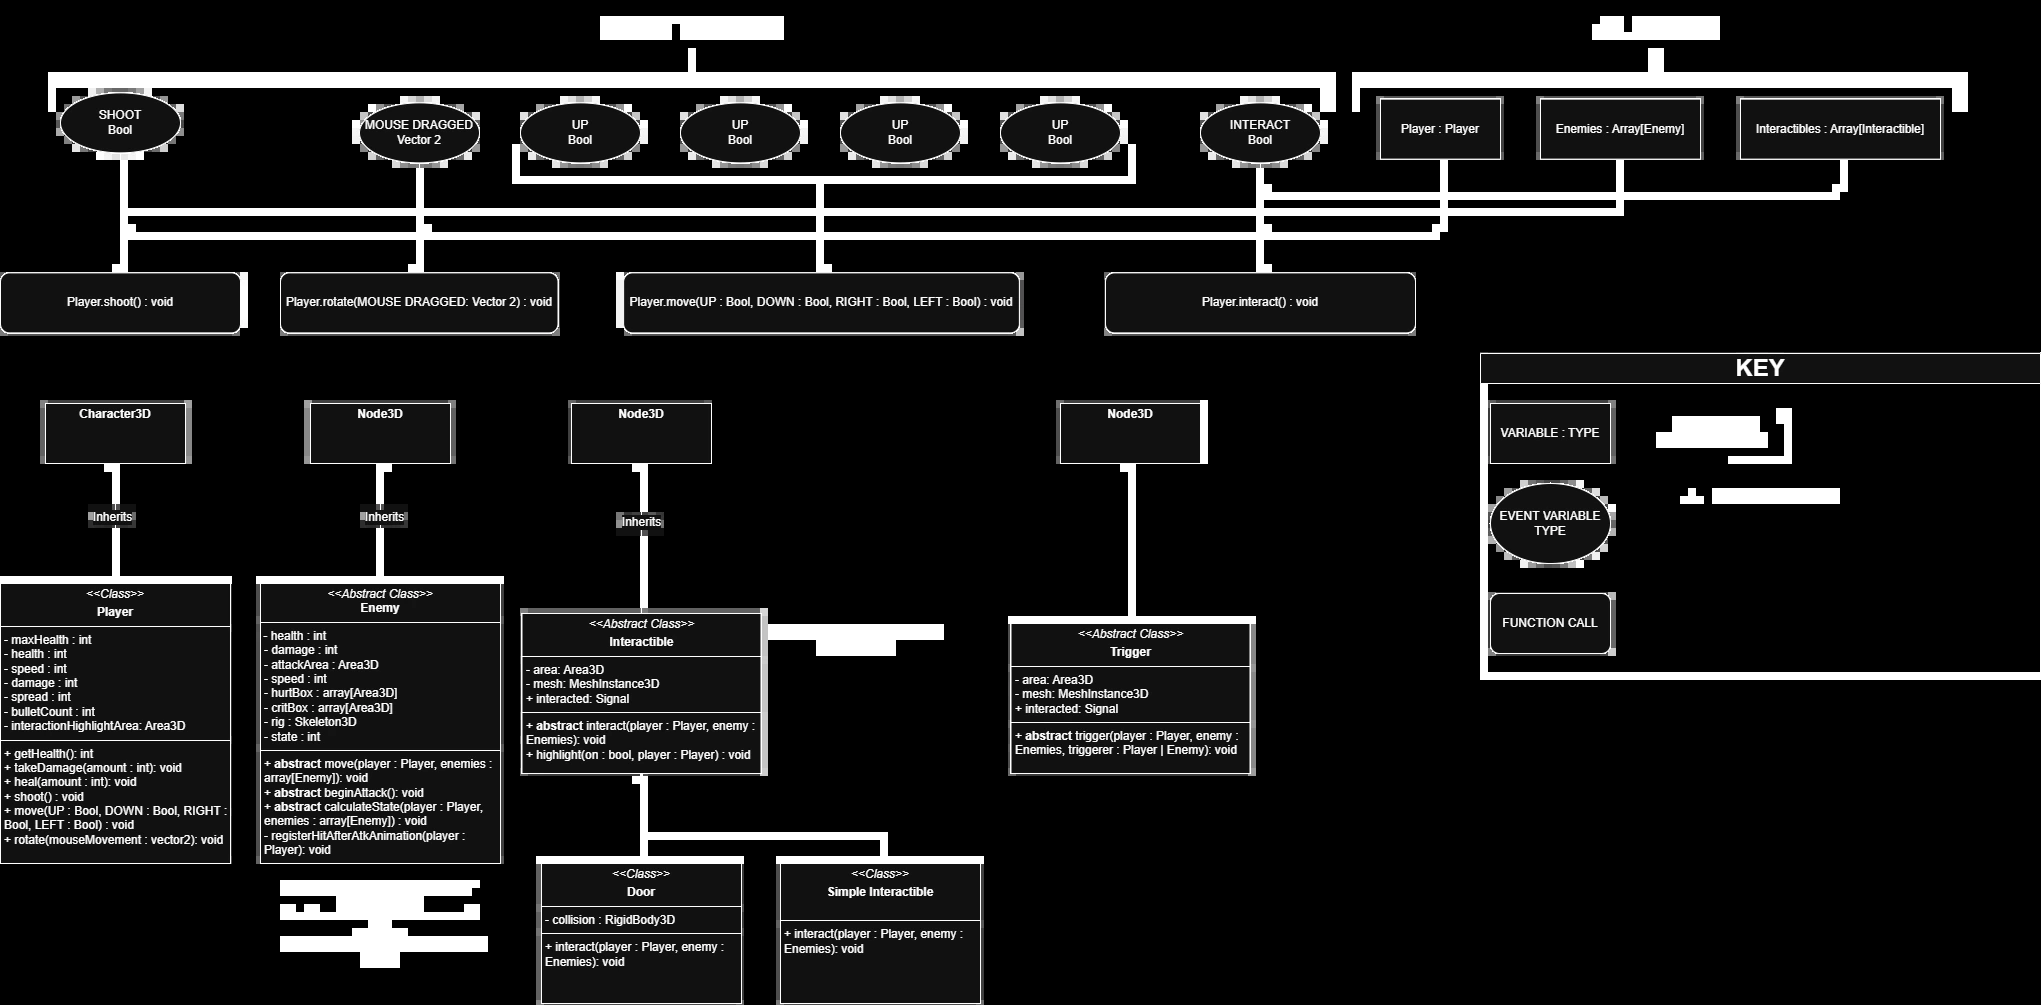 SHOOT
Bool
MOUSE DRAGGED
Vector 2
UP
Bool
UP
Bool
UP
Bool
UP
Bool
INTERACT
Bool
Player : Player
Enemies : Array[Enemy]
Interactibles : Array[Interactible]
Player.shoot() : void
Player.rotate(MOUSE DRAGGED: Vector 2) : void
Player.move(UP : Bool, DOWN : Bool, RIGHT : Bool, LEFT : Bool) : void
Player.interact() : void
KEY
VARIABLE : TYPE
EVENT VARIABLE
TYPE
FUNCTION CALL
Character3D
Inherits
<<Class>>
Player
- maxHealth : int
- health : int
- speed : int
- damage : int
- spread : int
- bulletCount : int
- interactionHighlightArea: Area3D
+ getHealth(): int
+ takeDamage(amount : int): void
+ heal(amount : int): void
+ shoot() : void
+ move(UP : Bool, DOWN : Bool, RIGHT :
Bool, LEFT : Bool) : void
+ rotate(mouseMovement : vector2): void
Node3D
Inherits
<<Abstract Class>>
Enemy
- health : int
- damage : int
- attackArea : Area3D
- speed : int
- hurtBox : array[Area3D]
- critBox : array[Area3D]
- rig : Skeleton3D
- state : int
+ abstract move(player : Player, enemies :
array[Enemy]): void
+ abstract beginAttack(): void
+ abstract calculateState(player : Player,
enemies : array[Enemy]) : void
- registerHitAfterAtkAnimation(player :
Player): void
Node3D
Inherits
<<Abstract Class>>
Interactible
- area: Area3D
- mesh: MeshInstance3D
+ interacted: Signal
+ abstract interact(player : Player, enemy :
Enemies): void
+ highlight(on : bool, player : Player) : void
<<Class>>
Door
- collision : RigidBody3D
+ interact(player : Player, enemy :
Enemies): void
<<Class>>
Simple Interactible
+ interact(player : Player, enemy :
Enemies): void
Node3D
<<Abstract Class>>
Trigger
- area: Area3D
- mesh: MeshInstance3D
+ interacted: Signal
+ abstract trigger(player : Player, enemy :
Enemies, triggerer : Player | Enemy): void